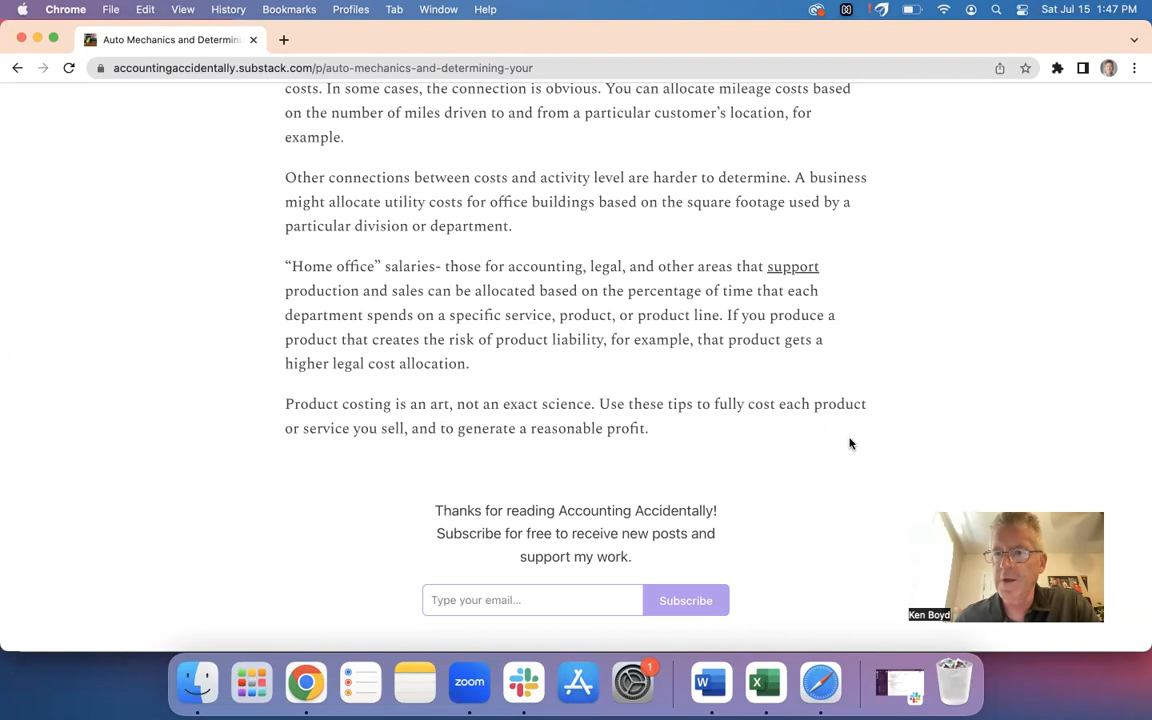 Chrome File Edit View History Bookmarks Profiles Tab Window Help
Sat Jul 15 1:47 PM
Auto Mechanics and Determini
accountingaccidentally.substack.com/p/auto-mechanics-and-determining-your
costs. In some cases, the connection is obvious. You can allocate mileage costs based
on the number of miles driven to and from a particular customer’s location, for
example.
Other connections between costs and activity level are harder to determine. A business
might allocate utility costs for office buildings based on the square footage used by a
particular division or department.
“Home office” salaries- those for accounting, legal, and other areas that support
production and sales can be allocated based on the percentage of time that each
department spends on a specific service, product, or product line. If you produce a
product that creates the risk of product liability, for example, that product gets a
higher legal cost allocation.
Product costing is an art, not an exact science. Use these tips to fully cost each product
or service you sell, and to generate a reasonable profit.
Thanks for reading Accounting Accidentally!
Subscribe for free to receive new posts and
support my work.
Type your email...
Subscribe
Ken Boyd
zoom
1
W
X